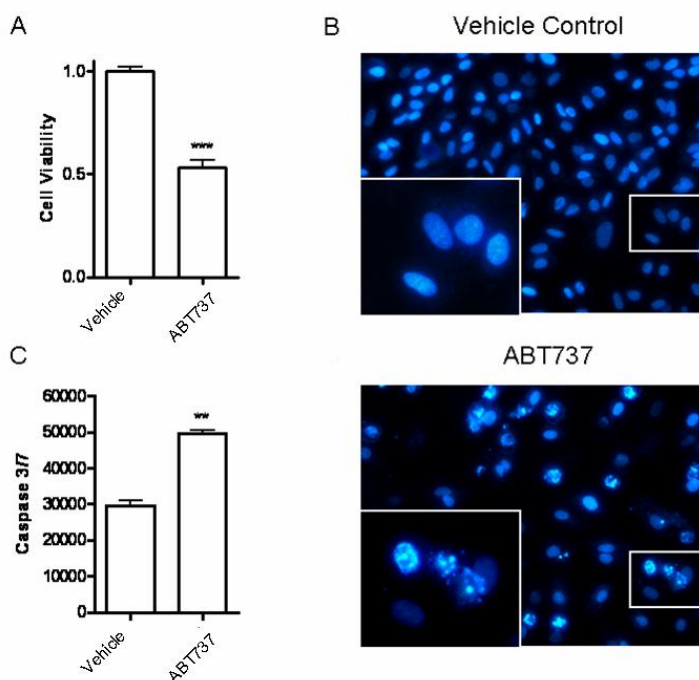 A
Cell Viability
1.0
0.5
0.0
***
Vehicle
ABT737
B
Vehicle Control
ABT737
C
Caspase 3/7
60000
50000
40000
30000
20000
10000
0
**
Vehicle
ABT737